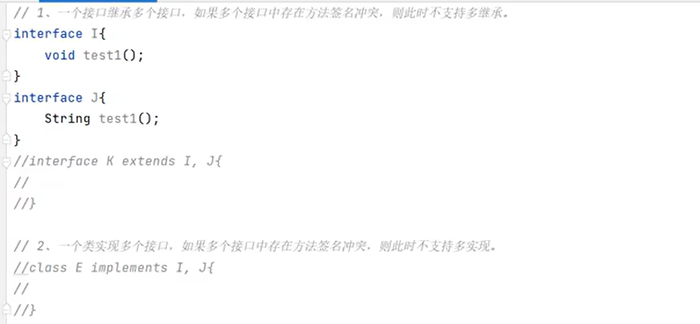 // 1、一个接口继承多个接口，如果多个接口中存在方法签名冲突，则此时不支持多继承。
interface I{
    void test1();
}
interface J{
    String test1();
}
//interface K extends I, J{
//
//}
// 2、一个类实现多个接口，如果多个接口中存在方法签名冲突，则此时不支持多实现。
//class E implements I, J{
//
//}